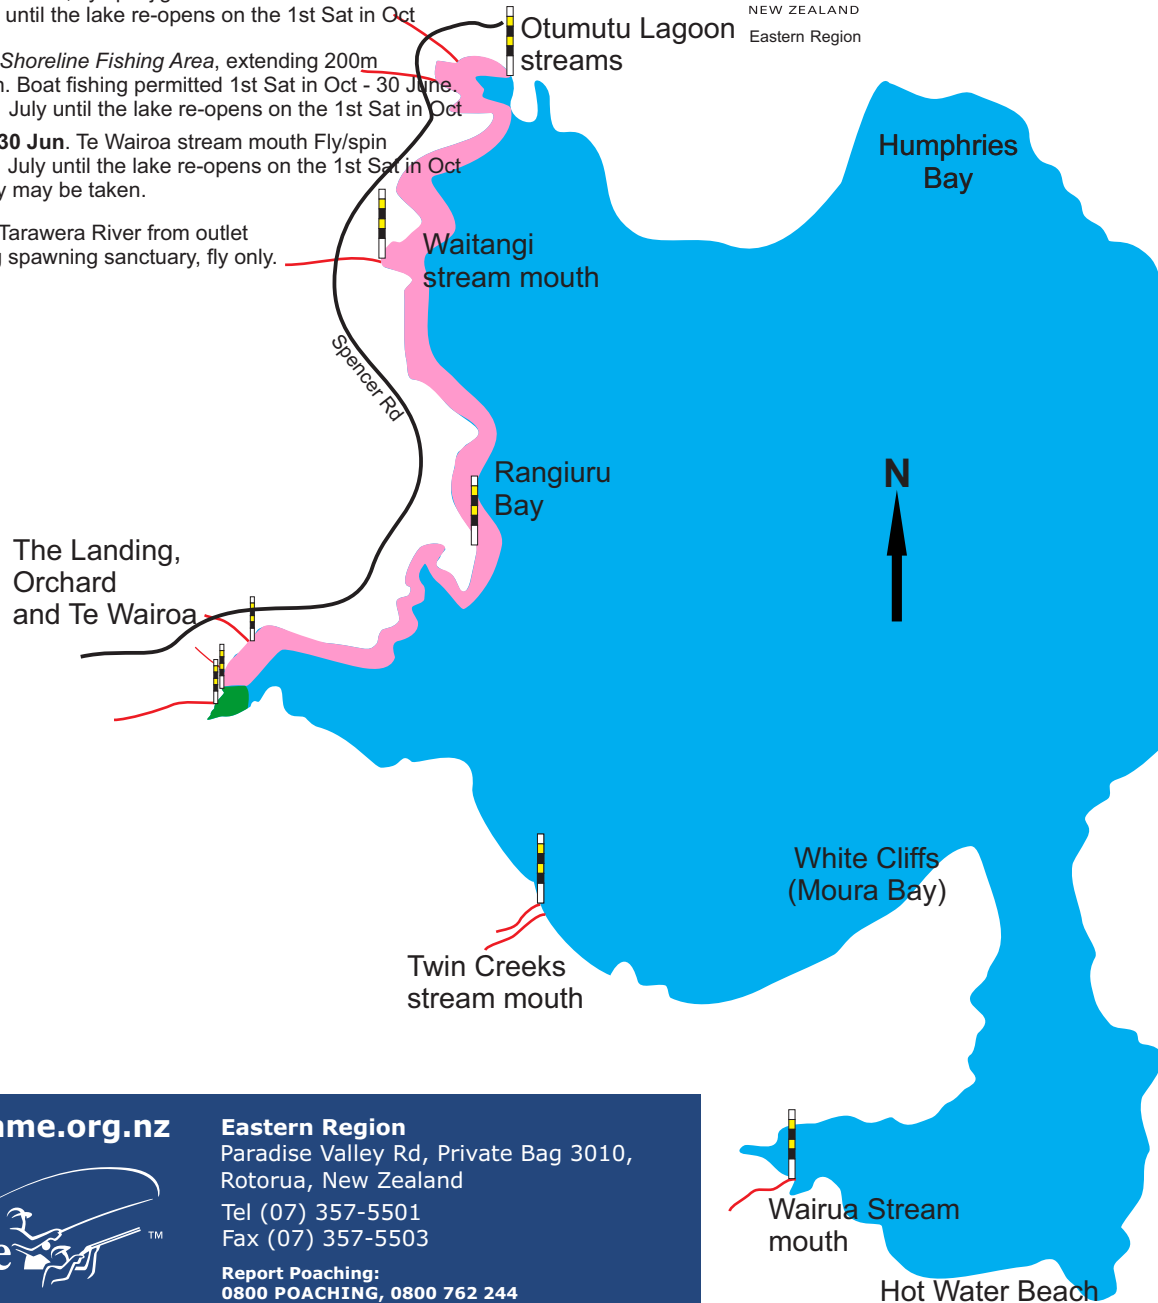 until the lake re-opens on the 1st Sat in Oct
Shoreline Fishing Area, extending 200m
Boat fishing permitted 1st Sat in Oct - 30 June.
July until the lake re-opens on the 1st Sat in Oct
30 Jun. Te Wairoa stream mouth Fly/spin
July until the lake re-opens on the 1st Sat in Oct
may be taken.
Tarawera River from outlet
spawning sanctuary, fly only.
NEW ZEALAND
Eastern Region
Otumutu Lagoon
streams
Humphries
Bay
Waitangi
stream mouth
Spencer Rd
Rangiuru
Bay
N
The Landing,
Orchard
and Te Wairoa
White Cliffs
(Moura Bay)
Twin Creeks
stream mouth
Wairua Stream
mouth
Hot Water Beach
ame.org.nz
TM
Eastern Region
Paradise Valley Rd, Private Bag 3010,
Rotorua, New Zealand
Tel (07) 357-5501
Fax (07) 357-5503
Report Poaching:
0800 POACHING, 0800 762 244